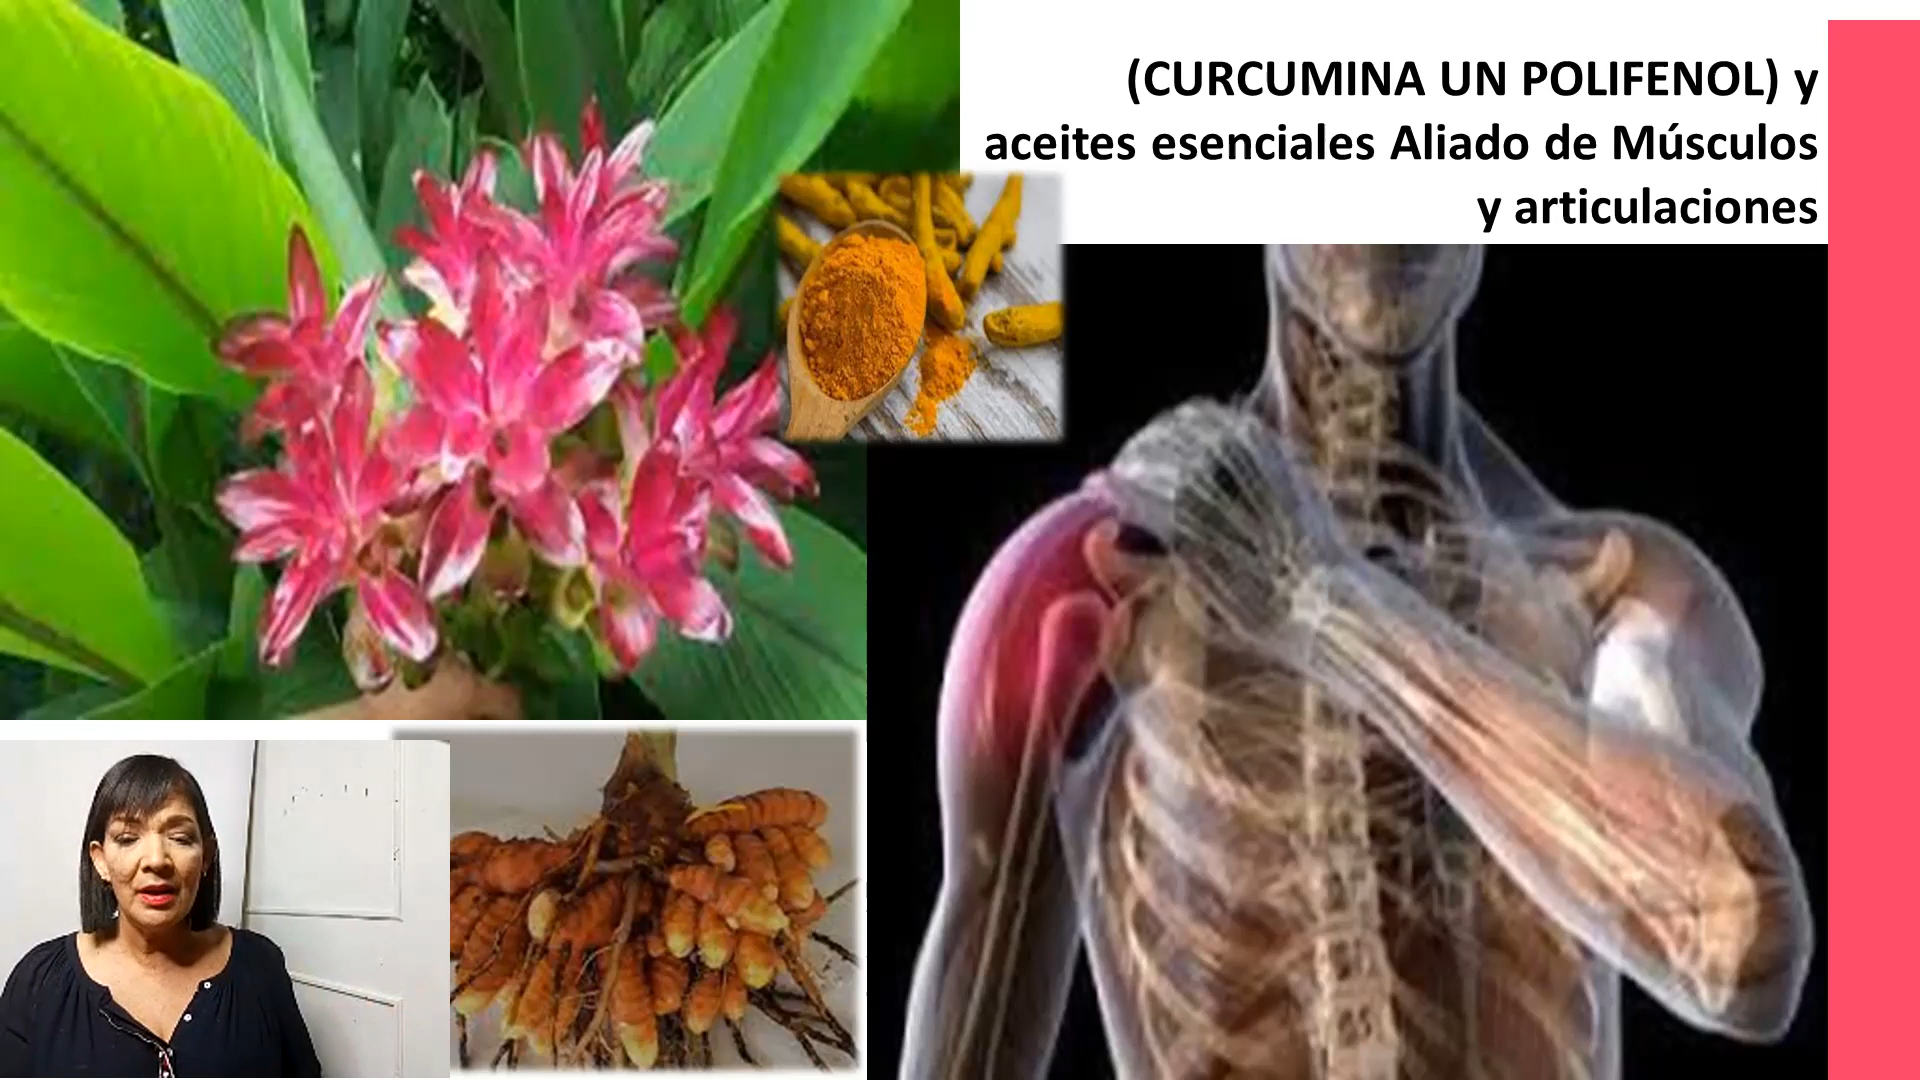 (CURCUMINA UN POLIFENOL) y
aceites esenciales Aliado de Músculos
y articulaciones